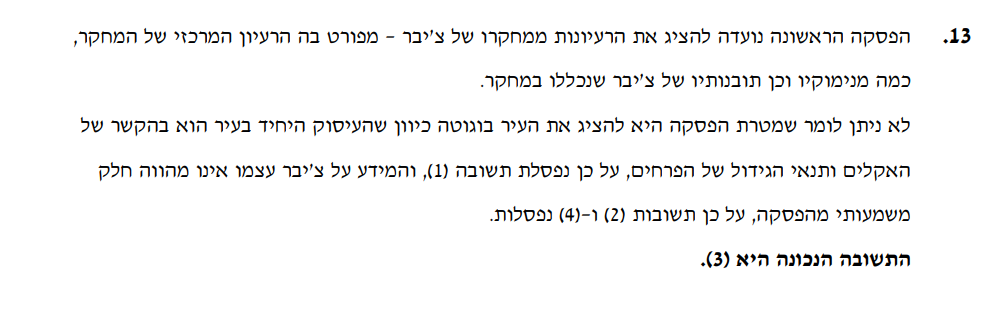 13. הפסקה הראשונה נועדה להציג את הרעיונות ממחקרו של צ'יבר – מפורט בה הרעיון המרכזי של המחקר,
כמה מנימוקיו וכן תובנותיו של צ'יבר שנכללו במחקר.
לא ניתן לומר שמטרת הפסקה היא להציג את העיר בוגוטה כיוון שהעיסוק היחיד בעיר הוא בהקשר של
האקלים ותנאי הגידול של הפרחים, על כן נפסלת תשובה (1), והמידע על צ'יבר עצמו אינו מהווה חלק
משמעותי מהפסקה, על כן תשובות (2) ו-(4) נפסלות.
התשובה הנכונה היא (3).